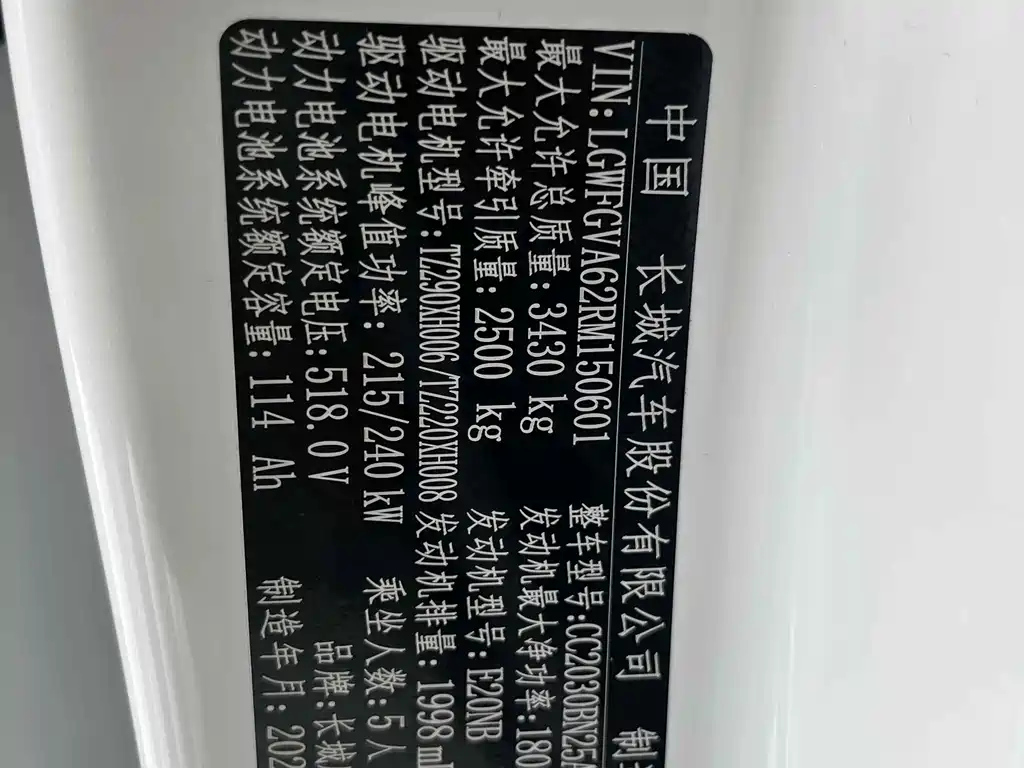 中国 长城汽车股份有限公司 制
VIN:LGWFGVA62RM150601 整车型号:CC2030BN25A
最大允许总质量:3430 kg 发动机最大净功率:180
最大允许牵引质量:2500 kg 发动机型号:E20NB
驱动电机型号:TZ290XH006/TZ220XH008 发动机排量:1998 ml
驱动电机峰值功率:215/240kW 乘坐人数:5人
动力电池系统额定电压:518.0V 品牌:长城
动力电池系统额定容量:114 Ah 制造年月:202